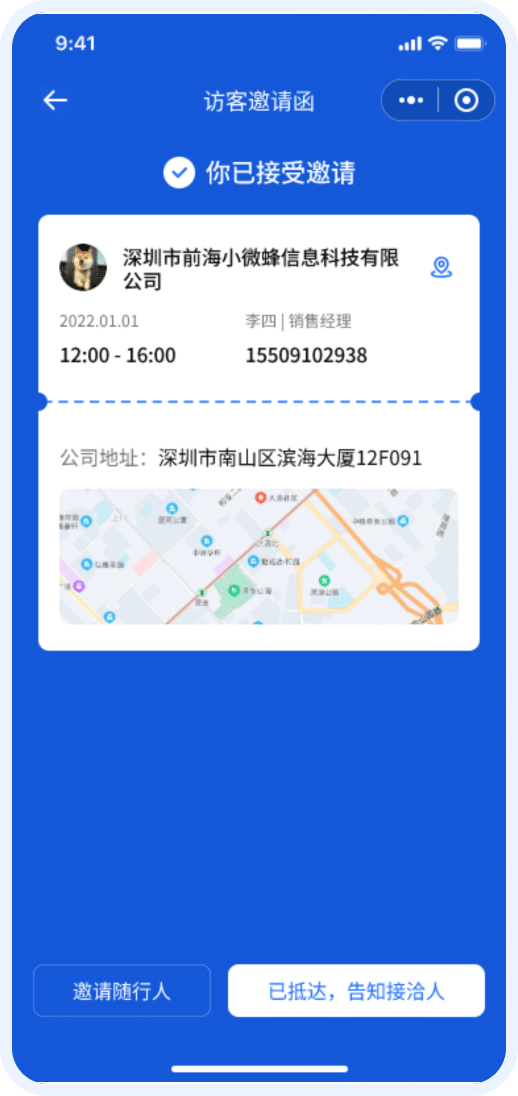 9:41
访客邀请函
你已接受邀请
深圳市前海小微蜂信息科技有限
公司
2022.01.01
李四 | 销售经理
12:00 - 16:00
15509102938
公司地址：深圳市南山区滨海大厦12F091
邀请随行人
已抵达，告知接洽人